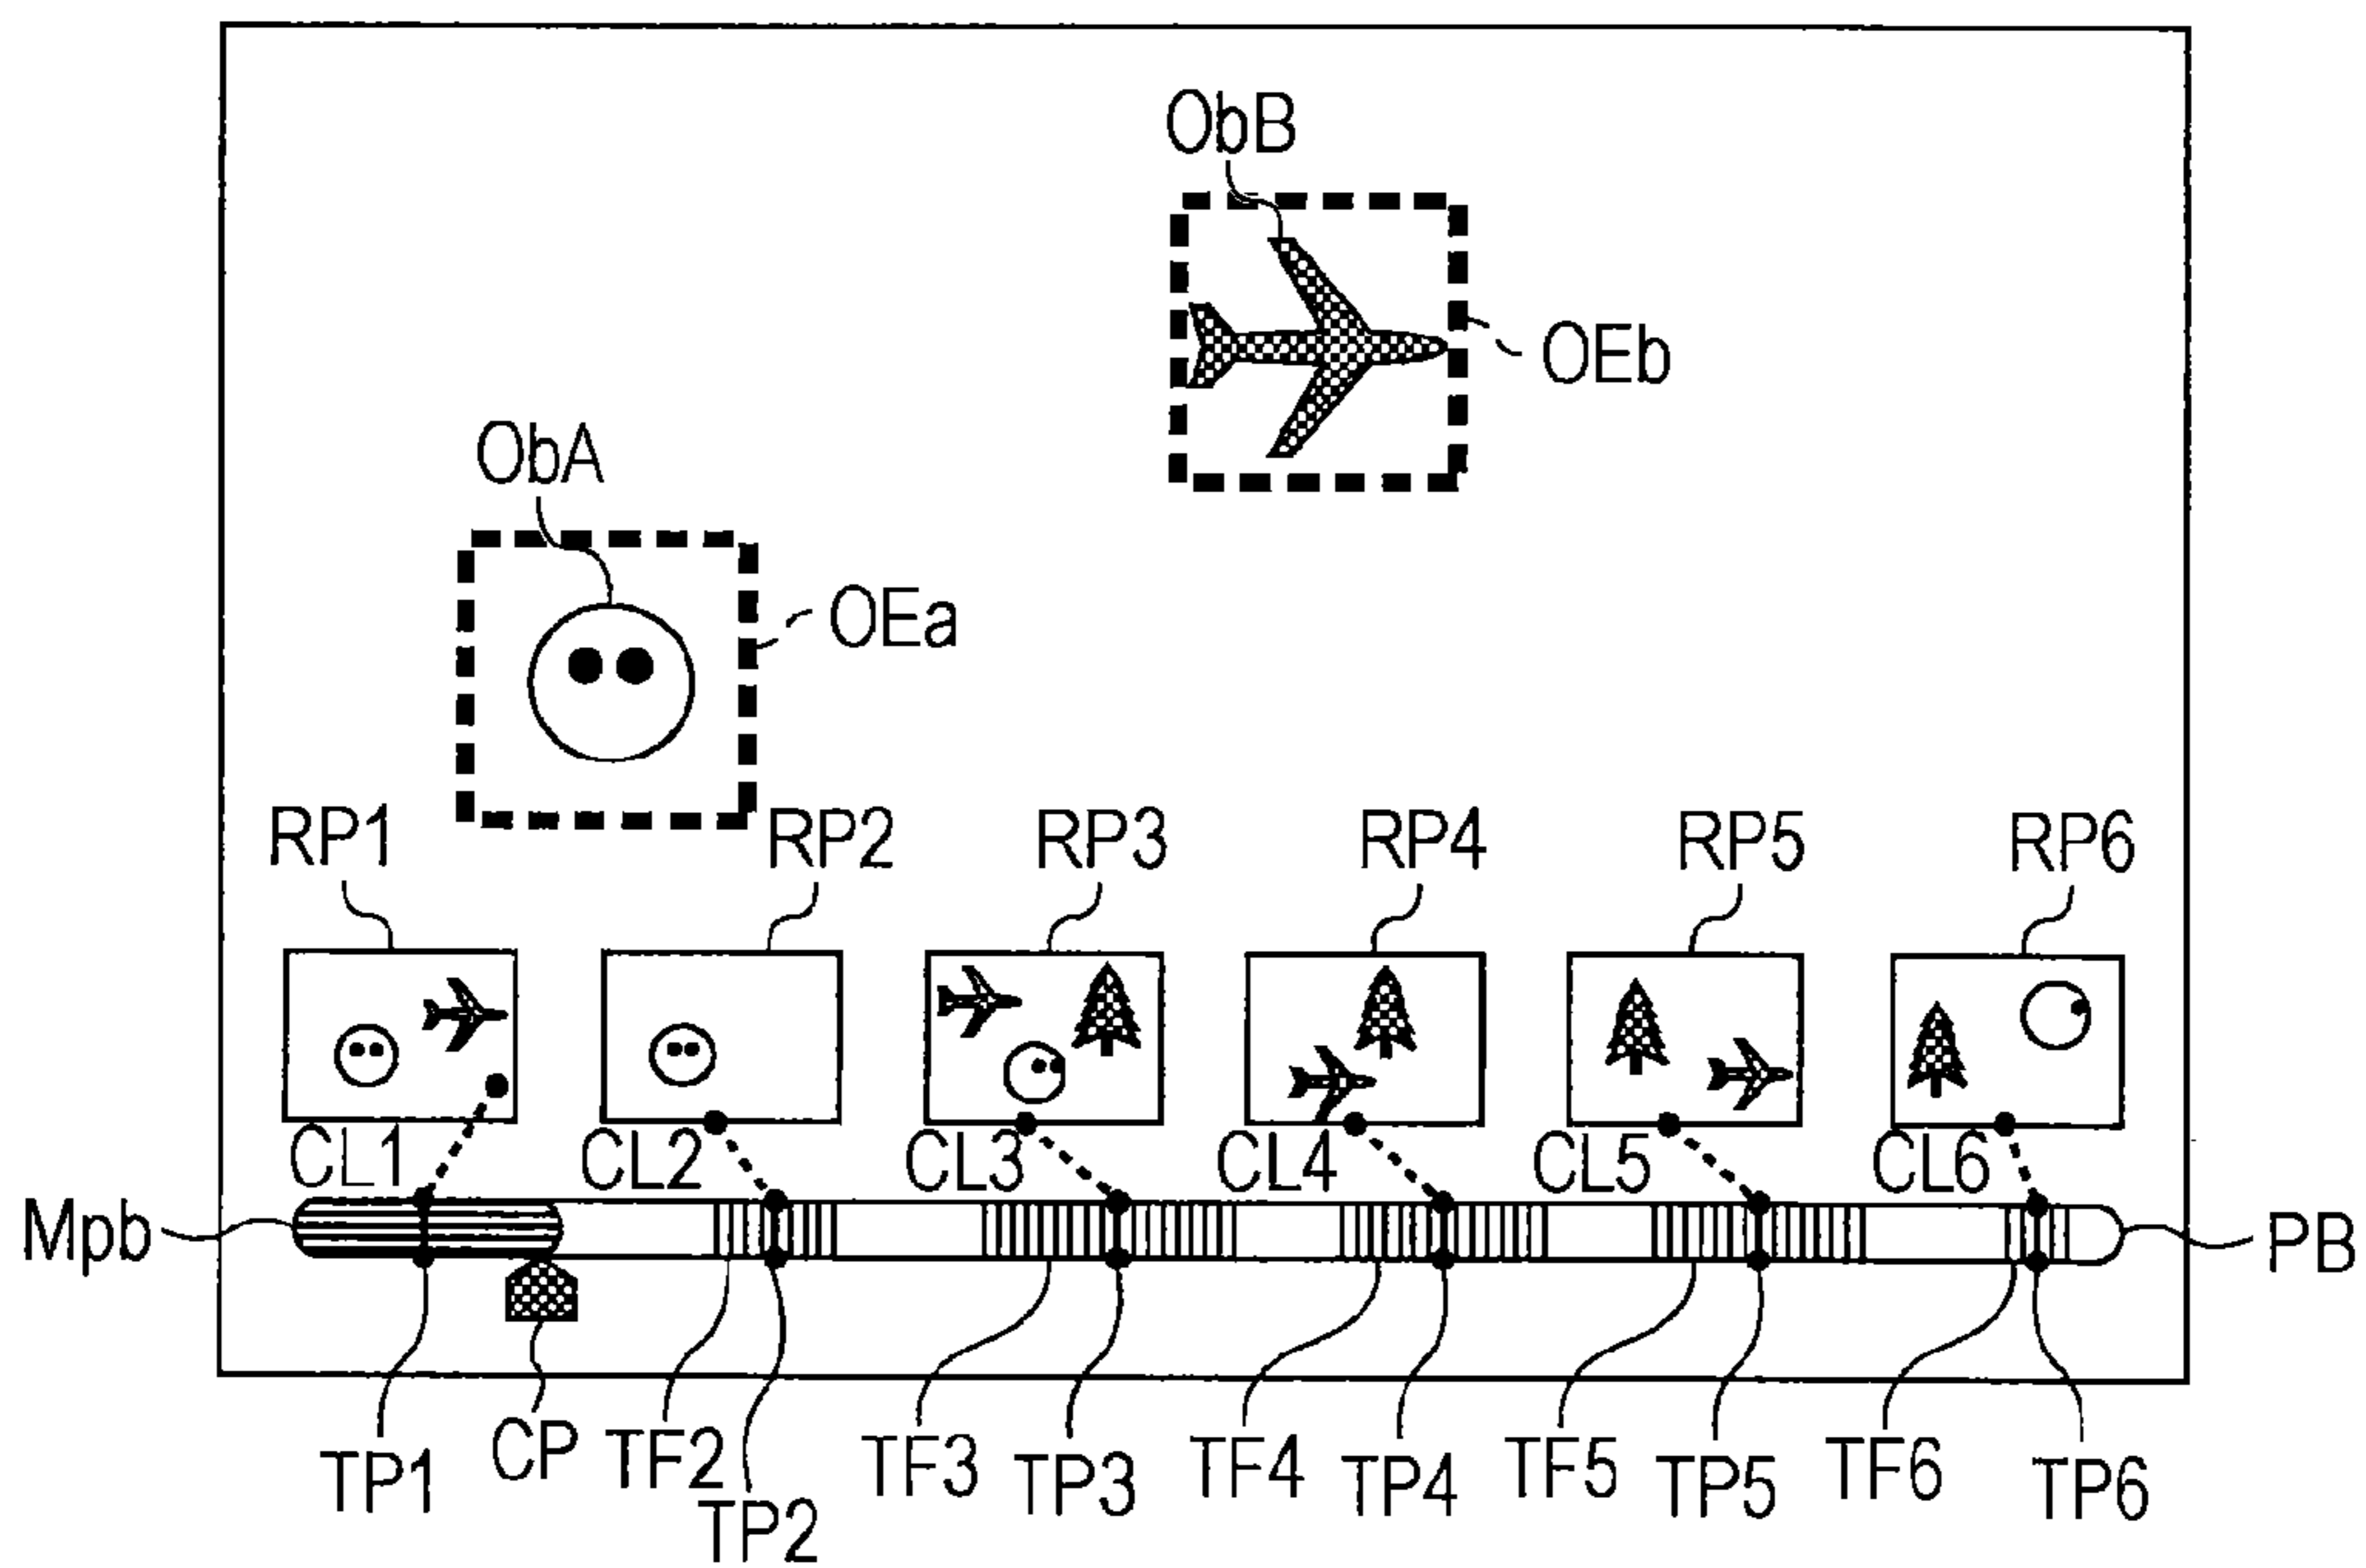 ObB
OEb
ObA
OEa
RP1 RP2 RP3 RP4 RP5 RP6
CL1 CL2 CL3 CL4 CL5 CL6
Mpb PB
TP1 CP TF2 TP2 TF3 TP3 TF4 TP4 TF5 TP5 TF6 TP6